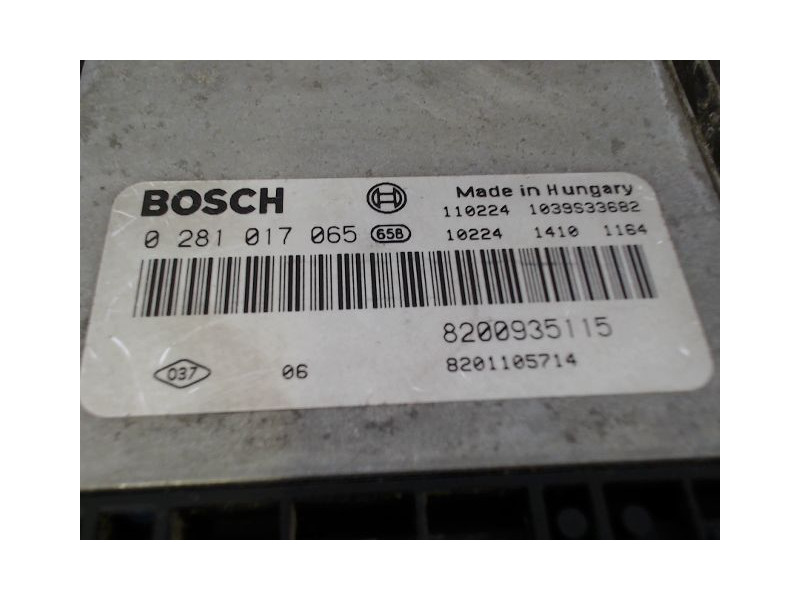 BOSCH
Made in Hungary
110224 1039S33682
0 281 017 065 658
10224 1410 1164
8200935115
037 06
8201105714